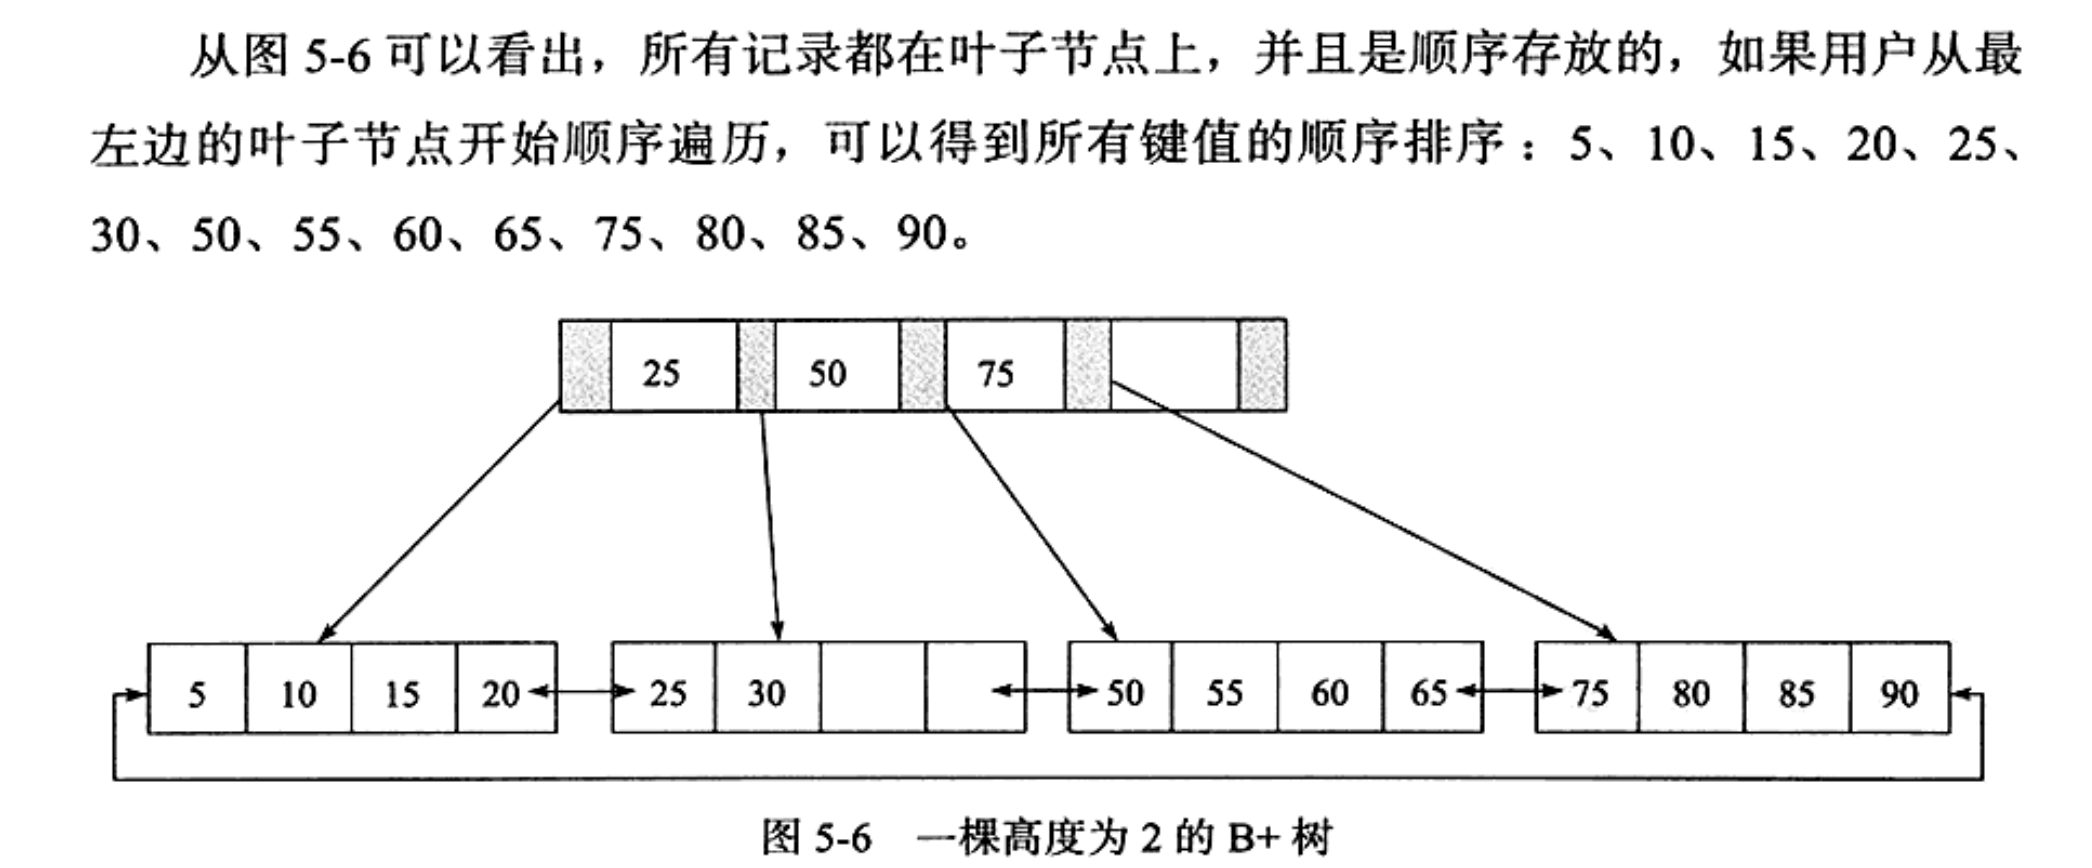 从图 5-6 可以看出，所有记录都在叶子节点上，并且是顺序存放的，如果用户从最
左边的叶子节点开始顺序遍历，可以得到所有键值的顺序排序：5、10、15、20、25、
30、50、55、60、65、75、80、85、90。
25 50 75
5 10 15 20 25 30 50 55 60 65 75 80 85 90
图 5-6 一棵高度为 2 的 B+ 树